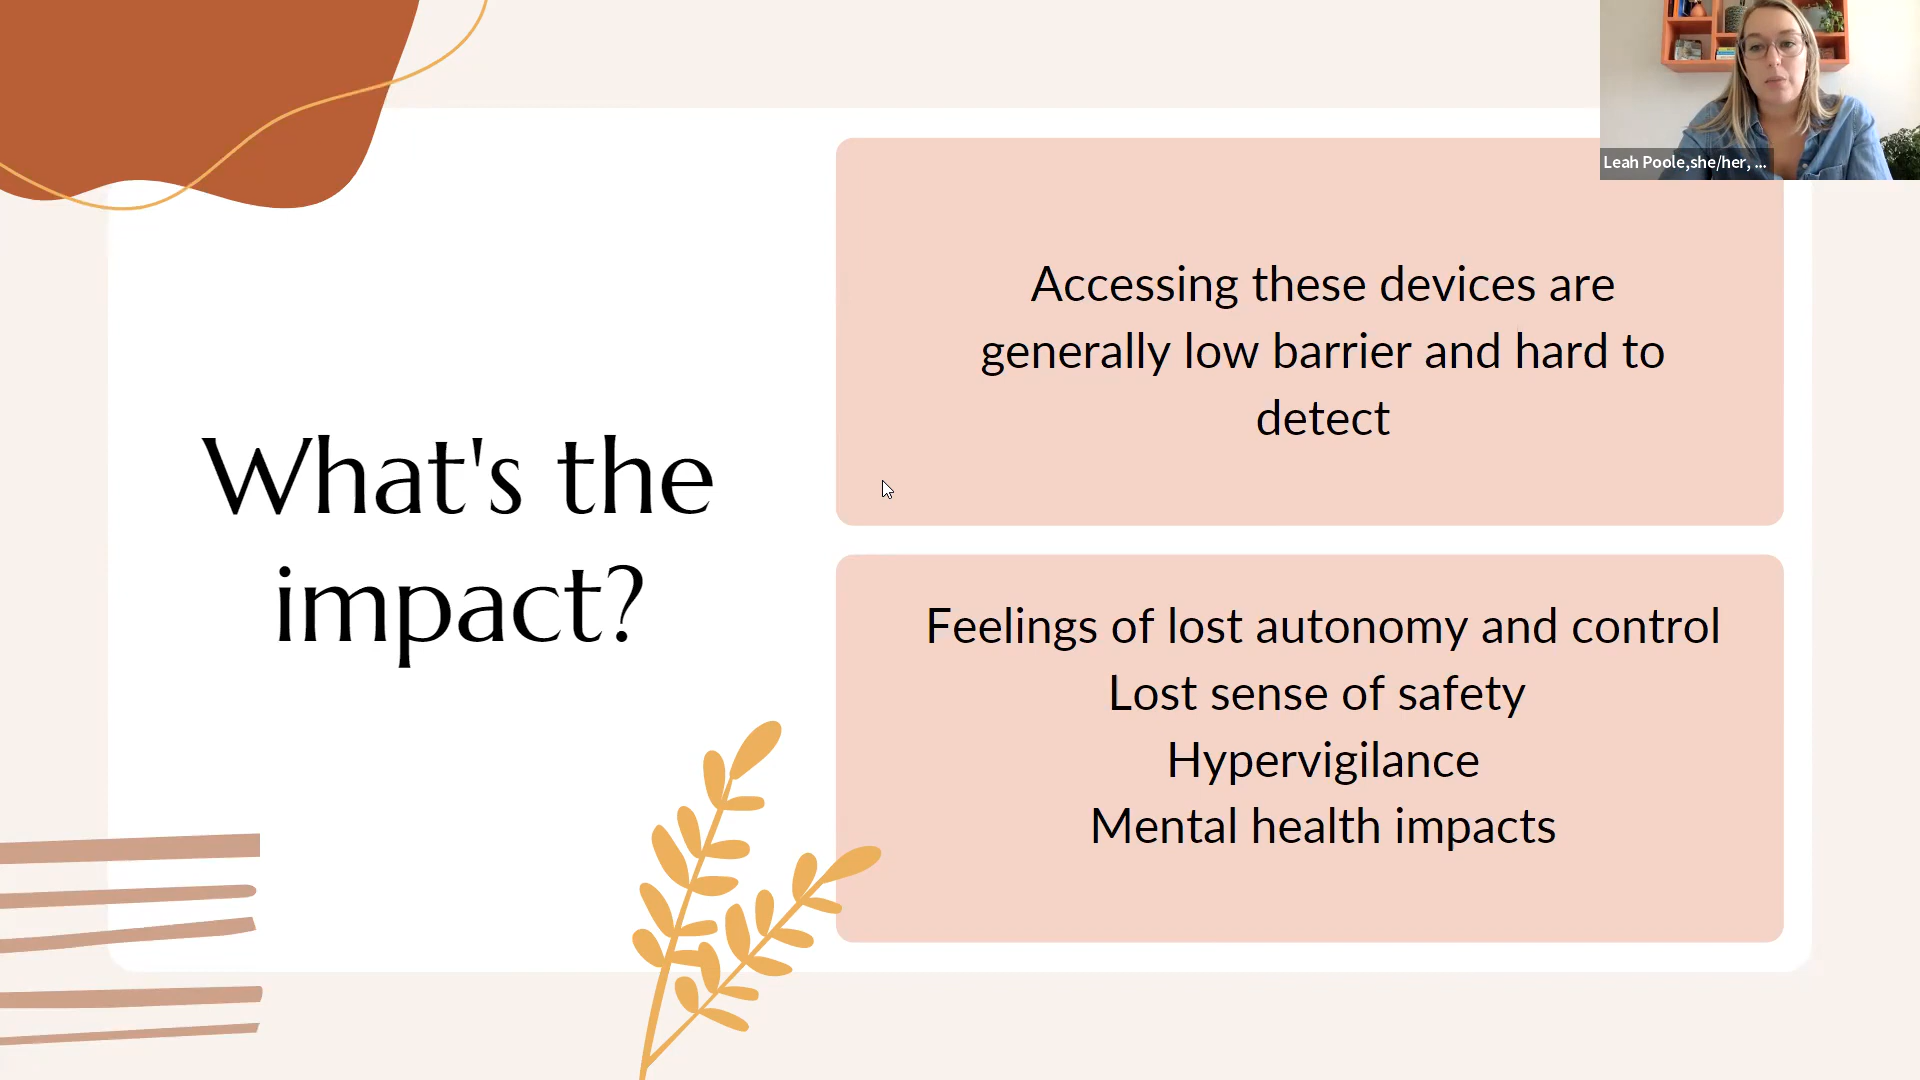 What's the
impact?
Accessing these devices are
generally low barrier and hard to
detect
Feelings of lost autonomy and control
Lost sense of safety
Hypervigilance
Mental health impacts
Leah Poole,she/her, ...